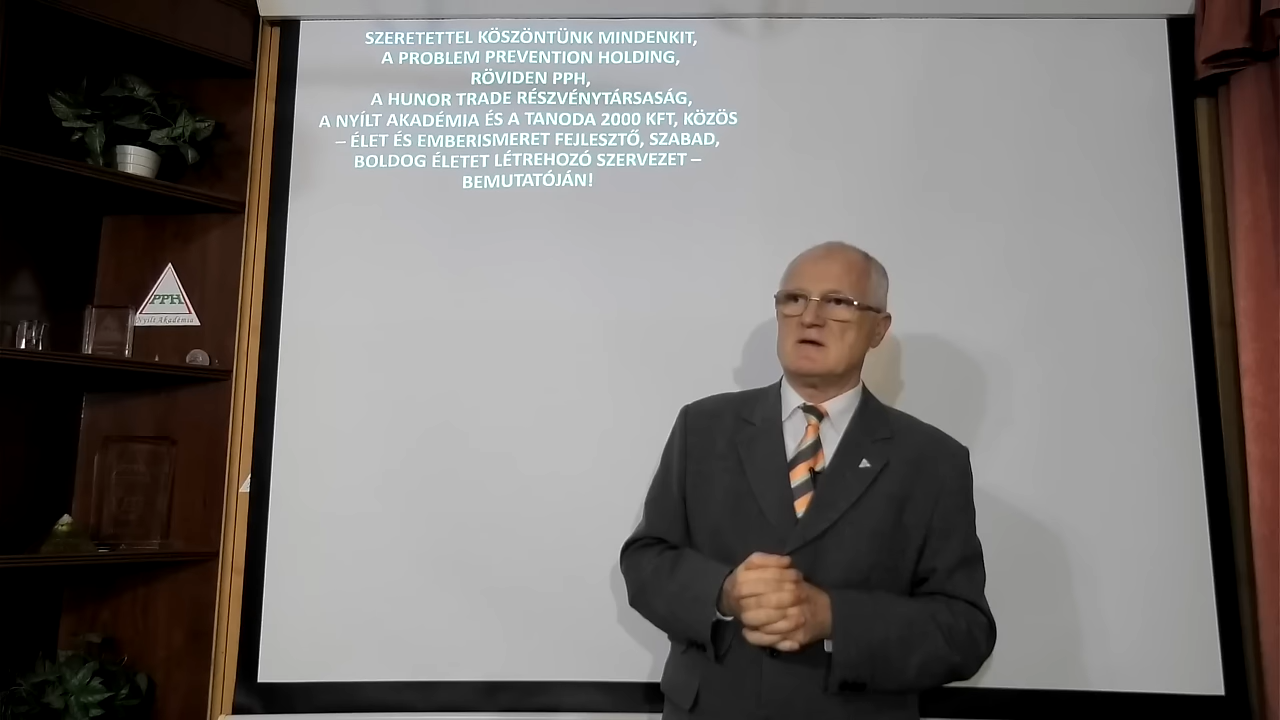 SZERETETTEL KÖSZÖNTÜNK MINDENKIT,
A PROBLEM PREVENTION HOLDING,
RÖVIDEN PPH,
A HUNOR TRADE RÉSZVÉNYTÁRSASÁG,
A NYÍLT AKADÉMIA ÉS A TANODA 2000 KFT, KÖZÖS
– ÉLET ÉS EMBERISMERET FEJLESZTŐ, SZABAD,
BOLDOG ÉLETET LÉTREHOZÓ SZERVEZET –
BEMUTATÓJÁN!
PPH
Nyílt Akadémia